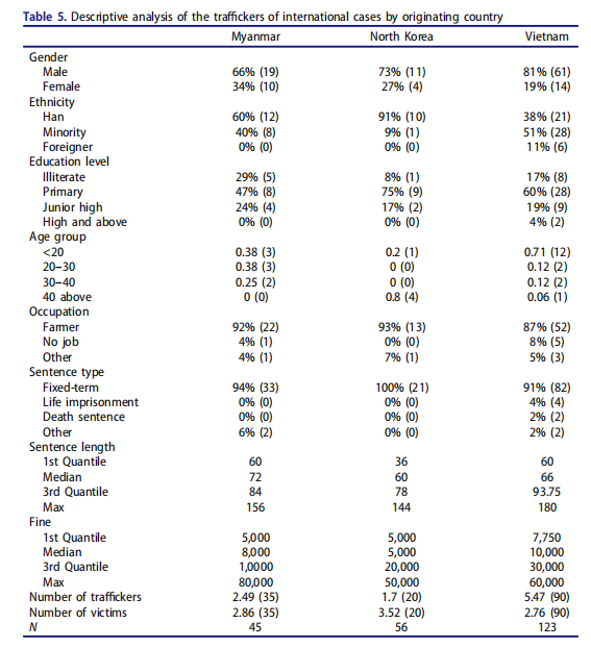 Table 5. Descriptive analysis of the traffickers of international cases by originating country
Myanmar North Korea Vietnam
Gender
Male 66% (19) 73% (11) 81% (61)
Female 34% (10) 27% (4) 19% (14)
Ethnicity
Han 60% (12) 91% (10) 38% (21)
Minority 40% (8) 9% (1) 51% (28)
Foreigner 0% (0) 0% (0) 11% (6)
Education level
Illiterate 29% (5) 8% (1) 17% (8)
Primary 47% (8) 75% (9) 60% (28)
Junior high 24% (4) 17% (2) 19% (9)
High and above 0% (0) 0% (0) 4% (2)
Age group
<20 0.38 (3) 0.2 (1) 0.71 (12)
20–30 0.38 (3) 0 (0) 0.12 (2)
30–40 0.25 (2) 0 (0) 0.12 (2)
40 above 0 (0) 0.8 (4) 0.06 (1)
Occupation
Farmer 92% (22) 93% (13) 87% (52)
No job 4% (1) 0% (0) 8% (5)
Other 4% (1) 7% (1) 5% (3)
Sentence type
Fixed-term 94% (33) 100% (21) 91% (82)
Life imprisonment 0% (0) 0% (0) 4% (4)
Death sentence 0% (0) 0% (0) 2% (2)
Other 6% (2) 0% (0) 2% (2)
Sentence length
1st Quantile 60 36 60
Median 72 60 66
3rd Quantile 84 78 93.75
Max 156 144 180
Fine
1st Quantile 5,000 5,000 7,750
Median 8,000 5,000 10,000
3rd Quantile 1,0000 20,000 30,000
Max 80,000 50,000 60,000
Number of traffickers 2.49 (35) 1.7 (20) 5.47 (90)
Number of victims 2.86 (35) 3.52 (20) 2.76 (90)
N 45 56 123